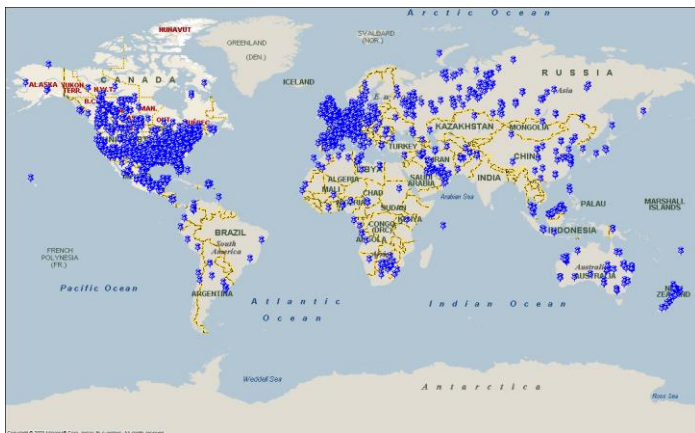 Arctic Ocean
NUNAVUT
SVALBARD
(NOR.)
GREENLAND
(DEN.)
ICELAND
ALASKA
YUKON
TERR.
N.W.T.
CANADA
B.C.
MAN.
ONT.
RUSSIA
Asia
KAZAKHSTAN
MONGOLIA
TURKEY
IRAN
CHINA
ALGERIA
LIBYA
SAUDI
ARABIA
INDIA
MALI
CHAD
SUDAN
Arabian Sea
PALAU
MARSHALL
ISLANDS
CONGO
(DRC)
KENYA
INDONESIA
BRAZIL
South
America
ANGOLA
FRENCH
POLYNESIA
(FR.)
Australia
AUSTRALIA
Pacific Ocean
ARGENTINA
Atlantic
Ocean
Indian Ocean
NEW
ZEALAND
Weddell Sea
Antarctica
Ross Sea